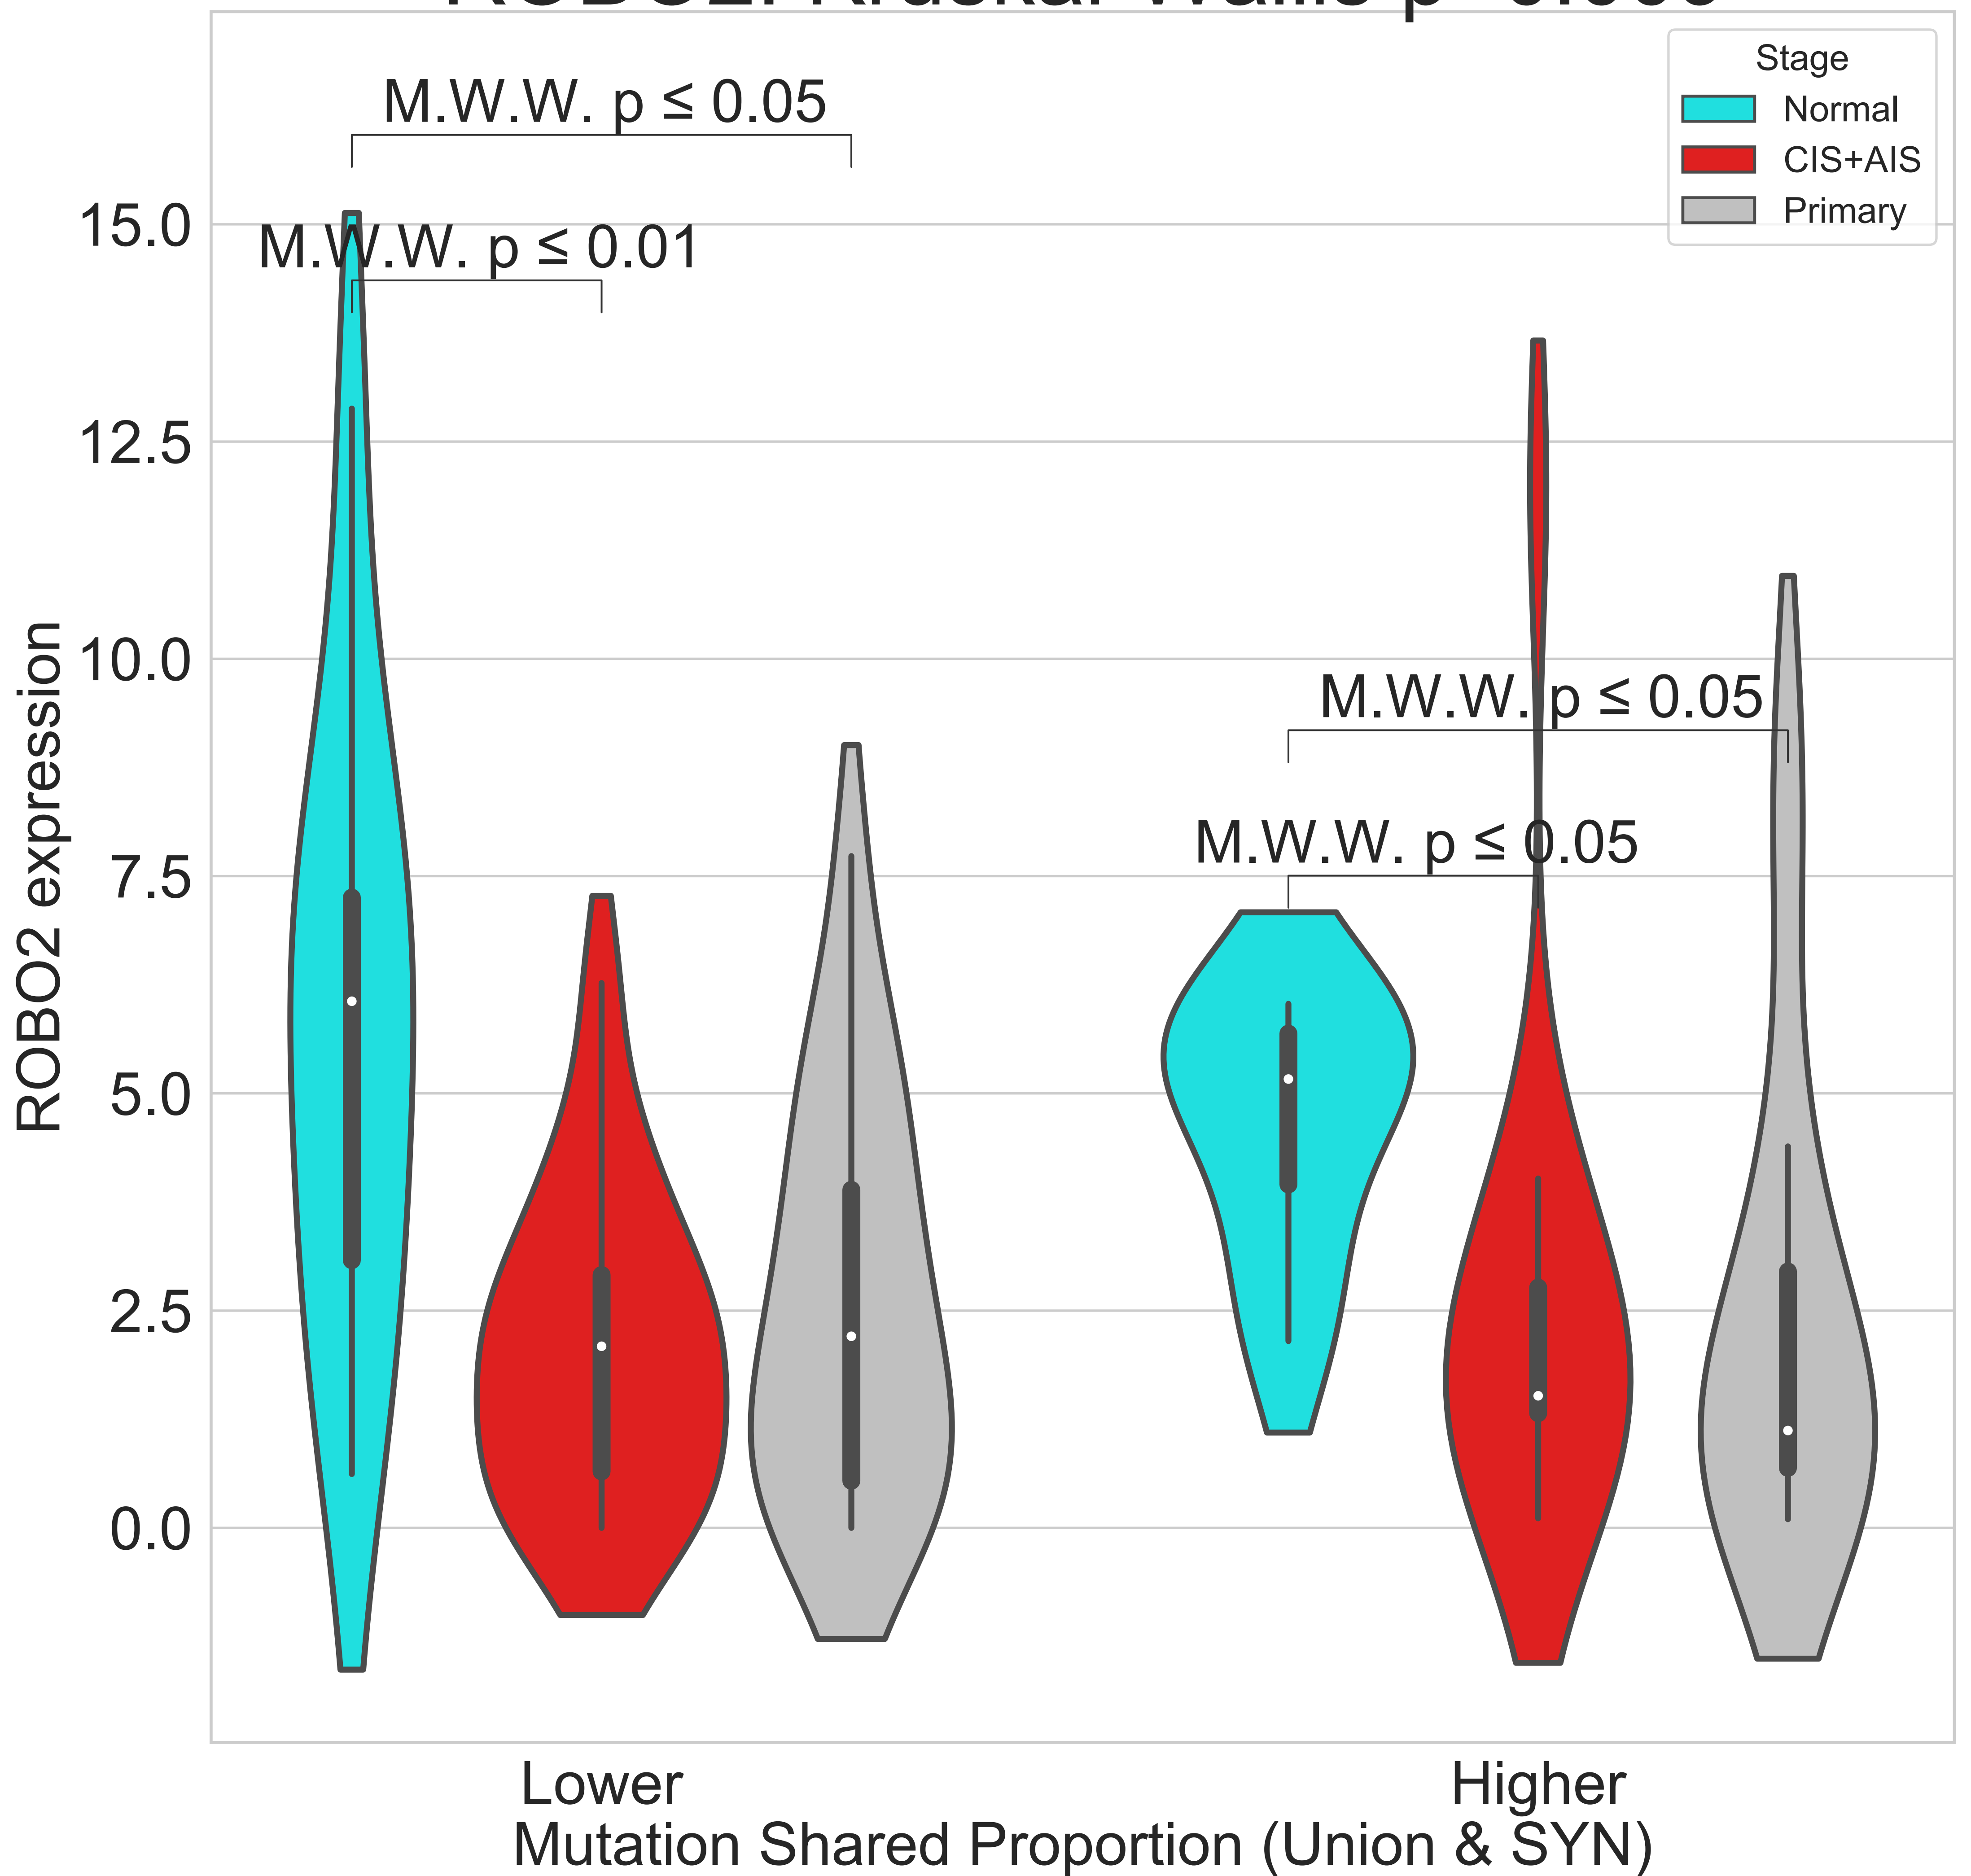 Stage
Normal
CIS+AIS
Primary
M.W.W. p ≤ 0.05
M.W.W. p ≤ 0.01
M.W.W. p ≤ 0.05
M.W.W. p ≤ 0.05
15.0
12.5
10.0
7.5
5.0
2.5
0.0
ROBO2 expression
Lower
Higher
Mutation Shared Proportion (Union & SYN)